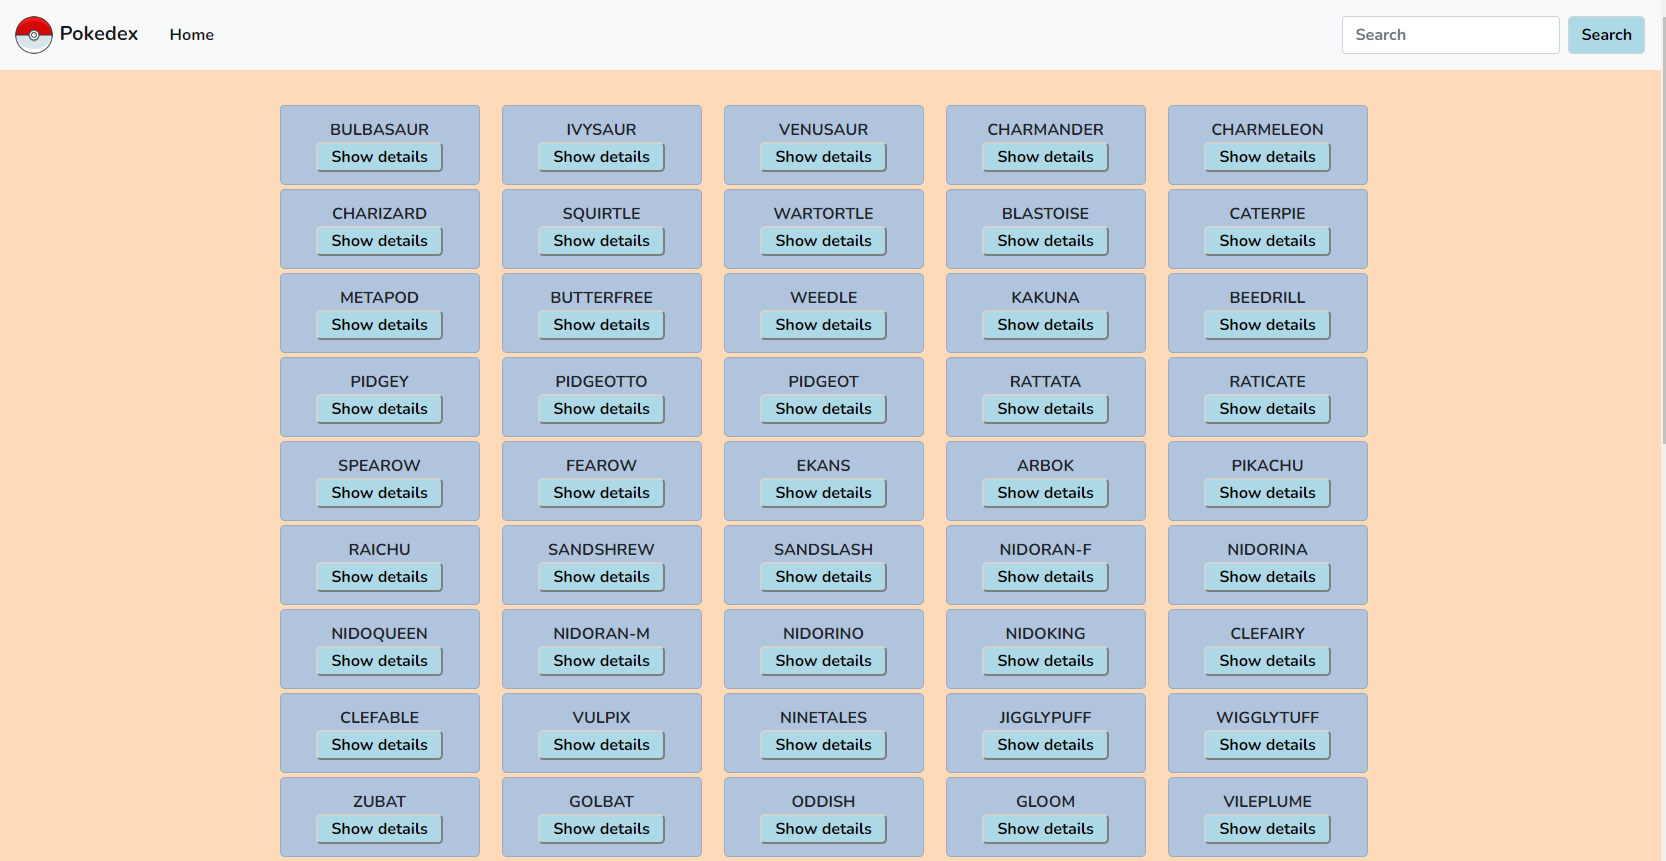 Pokedex Home Search Search
BULBASAUR IVYSAUR VENUSAUR CHARMANDER CHARMELEON
Show details Show details Show details Show details Show details
CHARIZARD SQUIRTLE WARTORTLE BLASTOISE CATERPIE
Show details Show details Show details Show details Show details
METAPOD BUTTERFREE WEEDLE KAKUNA BEEDRILL
Show details Show details Show details Show details Show details
PIDGEY PIDGEOTTO PIDGEOT RATTATA RATICATE
Show details Show details Show details Show details Show details
SPEAROW FEAROW EKANS ARBOK PIKACHU
Show details Show details Show details Show details Show details
RAICHU SANDSHREW SANDSLASH NIDORAN-F NIDORINA
Show details Show details Show details Show details Show details
NIDOQUEEN NIDORAN-M NIDORINO NIDOKING CLEFAIRY
Show details Show details Show details Show details Show details
CLEFABLE VULPIX NINETALES JIGGLYPUFF WIGGLYTUFF
Show details Show details Show details Show details Show details
ZUBAT GOLBAT ODDISH GLOOM VILEPLUME
Show details Show details Show details Show details Show details